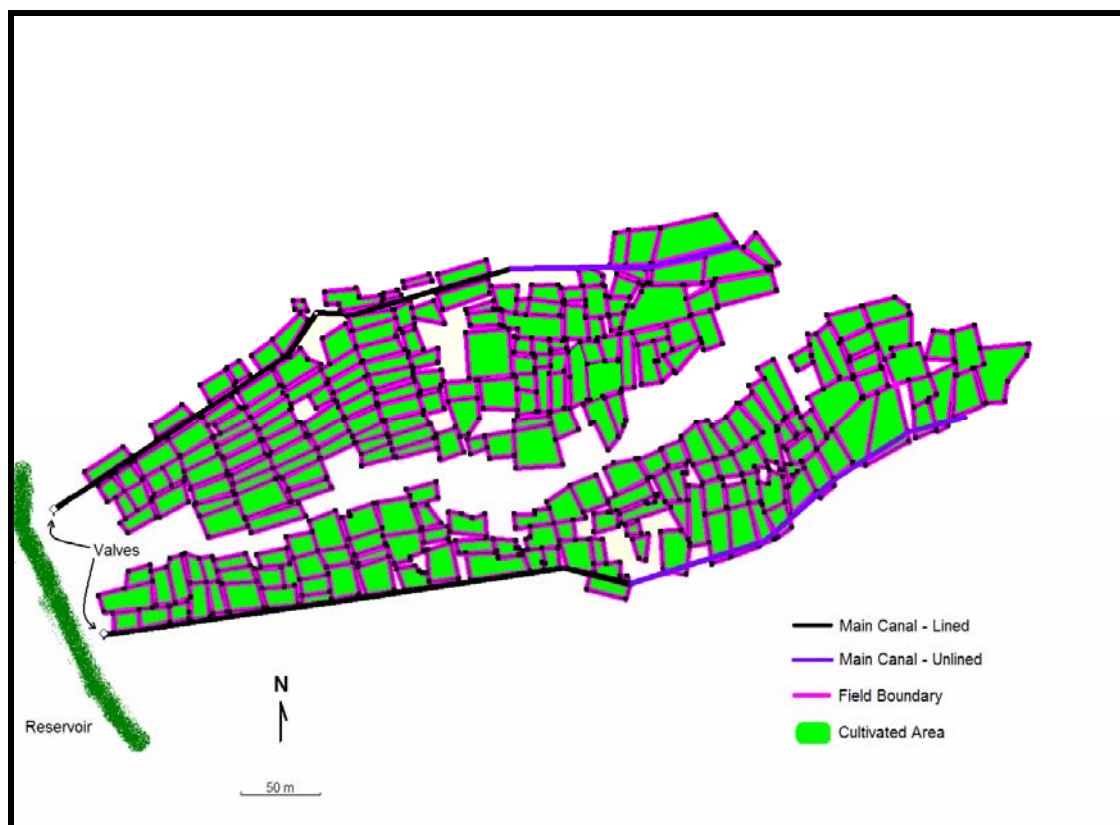 Valves
Main Canal - Lined
Main Canal - Unlined
N
Field Boundary
Reservoir
Cultivated Area
50 m